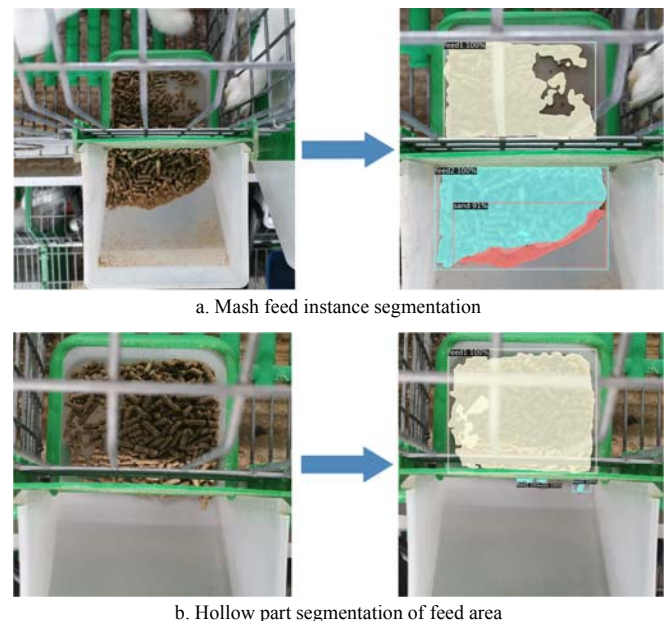 feed1 100%
feed2 100%
sand 91%
a. Mash feed instance segmentation
feed1 100%
b. Hollow part segmentation of feed area